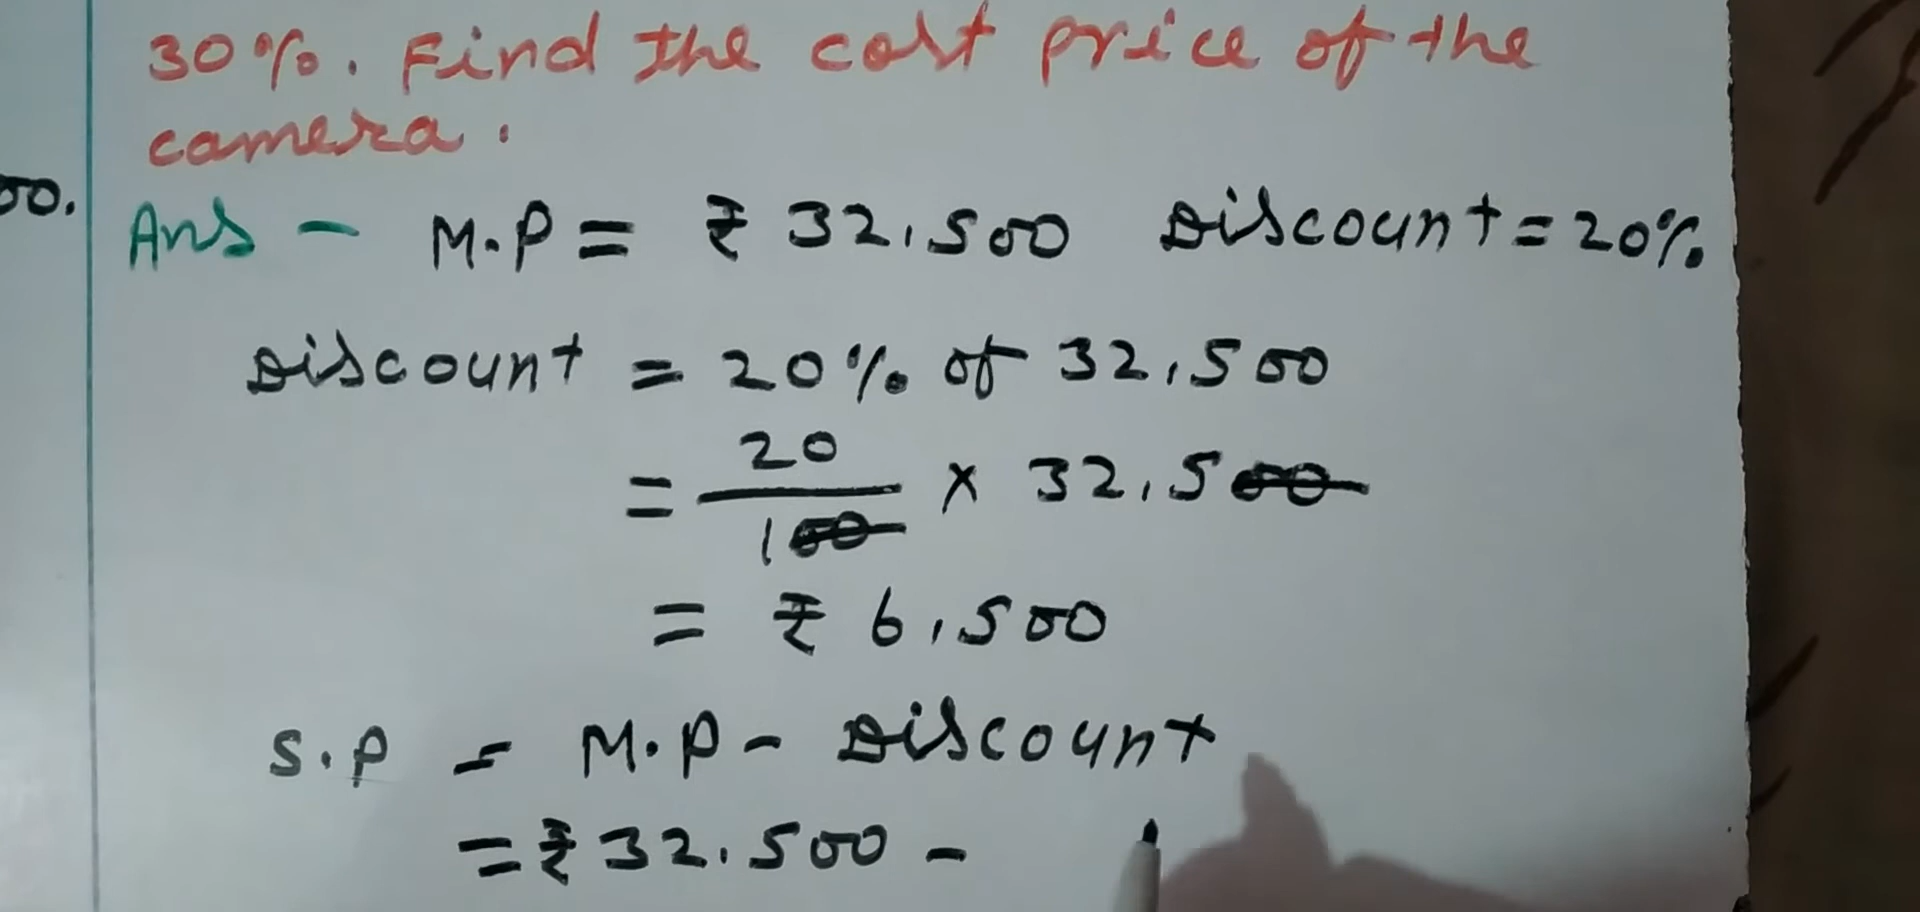 30%. Find the cost price of the
camera.
00.
Ans - M.P = ₹ 32,500 Discount = 20%
Discount = 20% of 32,500
= 20/100 × 32,500
= ₹ 6,500
S.P = M.P - Discount
= ₹ 32,500 -